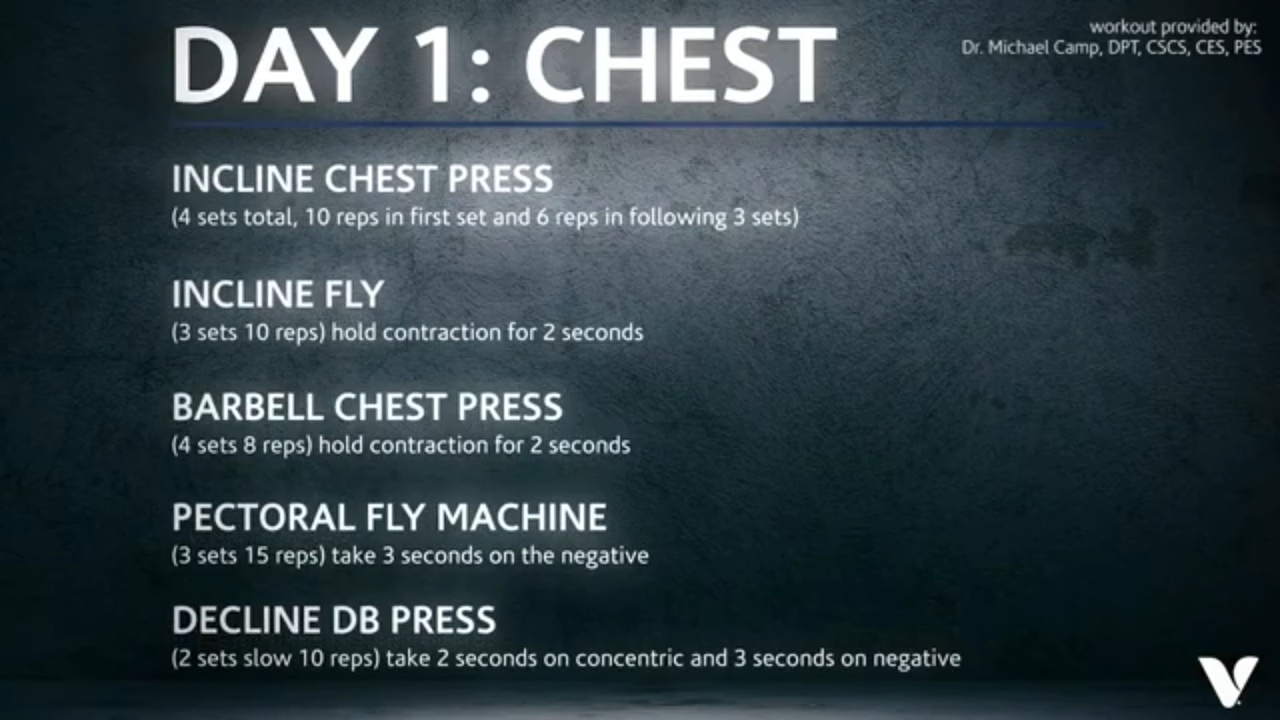 DAY 1: CHEST
workout provided by:
Dr. Michael Camp, DPT, CSCS, CES, PES
INCLINE CHEST PRESS
(4 sets total, 10 reps in first set and 6 reps in following 3 sets)
INCLINE FLY
(3 sets 10 reps) hold contraction for 2 seconds
BARBELL CHEST PRESS
(4 sets 8 reps) hold contraction for 2 seconds
PECTORAL FLY MACHINE
(3 sets 15 reps) take 3 seconds on the negative
DECLINE DB PRESS
(2 sets slow 10 reps) take 2 seconds on concentric and 3 seconds on negative